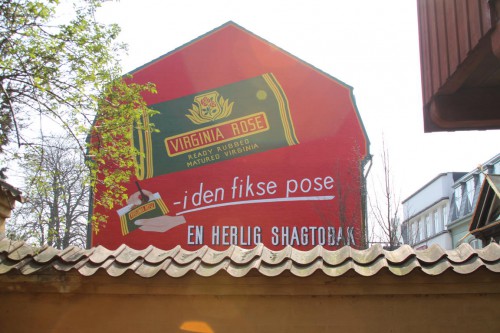 VIRGINIA ROSE
READY RUBBED
MATURED VIRGINIA
-i den fikse pose
EN HERLIG SHAGTOBAK